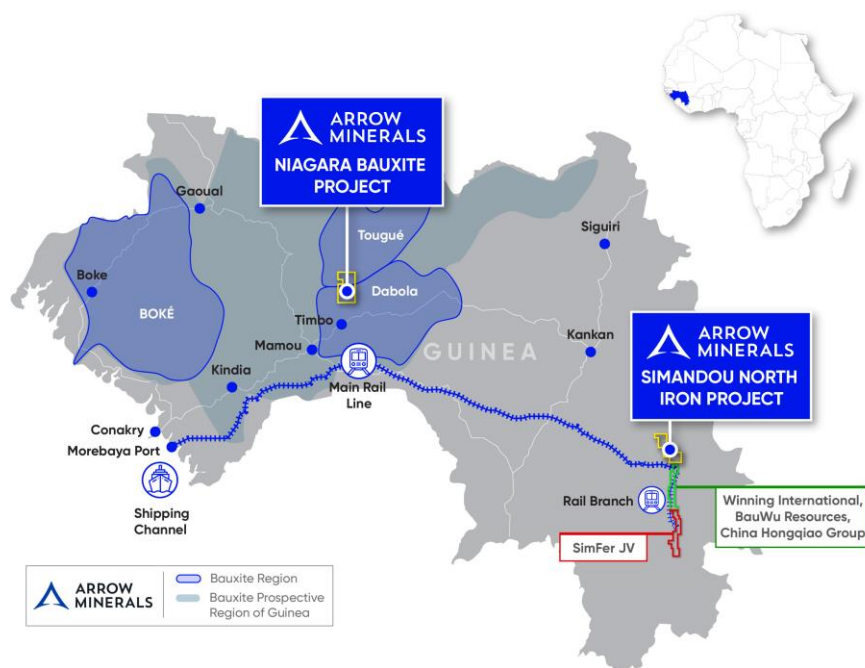 ARROW
MINERALS
NIAGARA BAUXITE
PROJECT
Gaoual
Tougué
Siguiri
Boke
BOKÉ
Dabola
Timbo
Mamou
GUINEA
Kankan
ARROW
MINERALS
SIMANDOU NORTH
IRON PROJECT
Kindia
Main Rail
Line
Conakry
Morebaya Port
Shipping
Channel
Rail Branch
Winning International,
BauWu Resources,
China Hongqiao Group
SimFer JV
ARROW
MINERALS
Bauxite Region
Bauxite Prospective
Region of Guinea